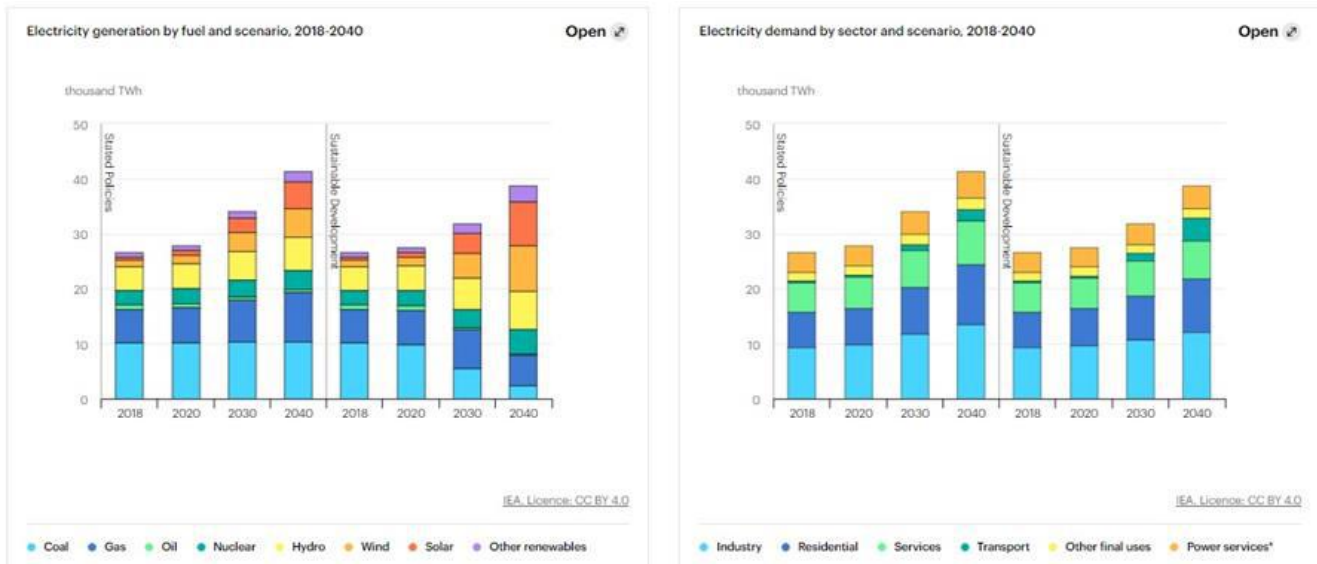 Electricity generation by fuel and scenario, 2018-2040
Open
thousand TWh
50
40
30
20
10
0
Stated Policies
Sustainable Development
2018 2020 2030 2040 2018 2020 2030 2040
IEA. Licence: CC BY 4.0
Coal Gas Oil Nuclear Hydro Wind Solar Other renewables
Electricity demand by sector and scenario, 2018-2040
Open
thousand TWh
50
40
30
20
10
0
Stated Policies
Sustainable Development
2018 2020 2030 2040 2018 2020 2030 2040
IEA. Licence: CC BY 4.0
Industry Residential Services Transport Other final uses Power services*